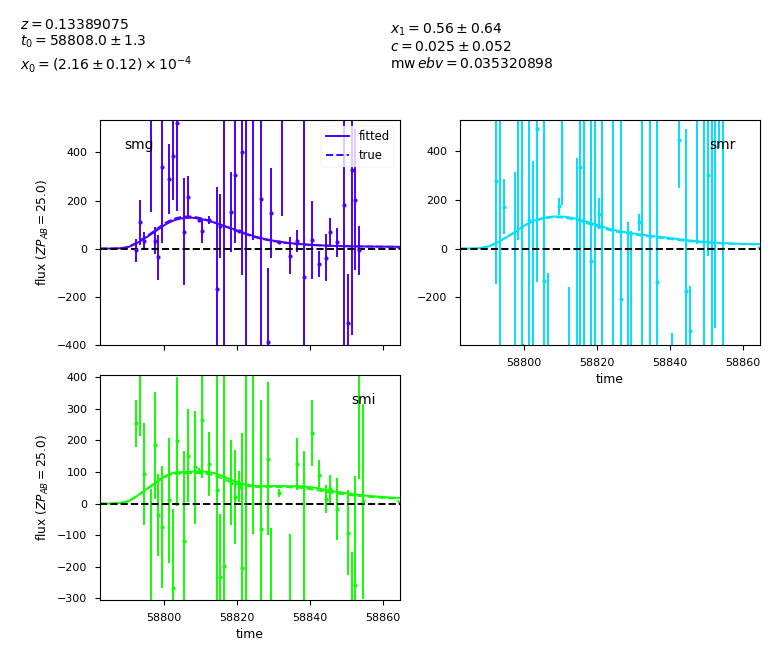 z = 0.13389075
t₀ = 58808.0 ± 1.3
x₀ = (2.16 ± 0.12) × 10⁻⁴
x₁ = 0.56 ± 0.64
c = 0.025 ± 0.052
mw ebv = 0.035320898
smg
fitted
true
400
200
0
−200
−400
flux (ZP_AB = 25.0)
smr
400
200
0
−200
58800
58820
58840
58860
time
smi
400
300
200
100
0
−100
−200
−300
flux (ZP_AB = 25.0)
58800
58820
58840
58860
time